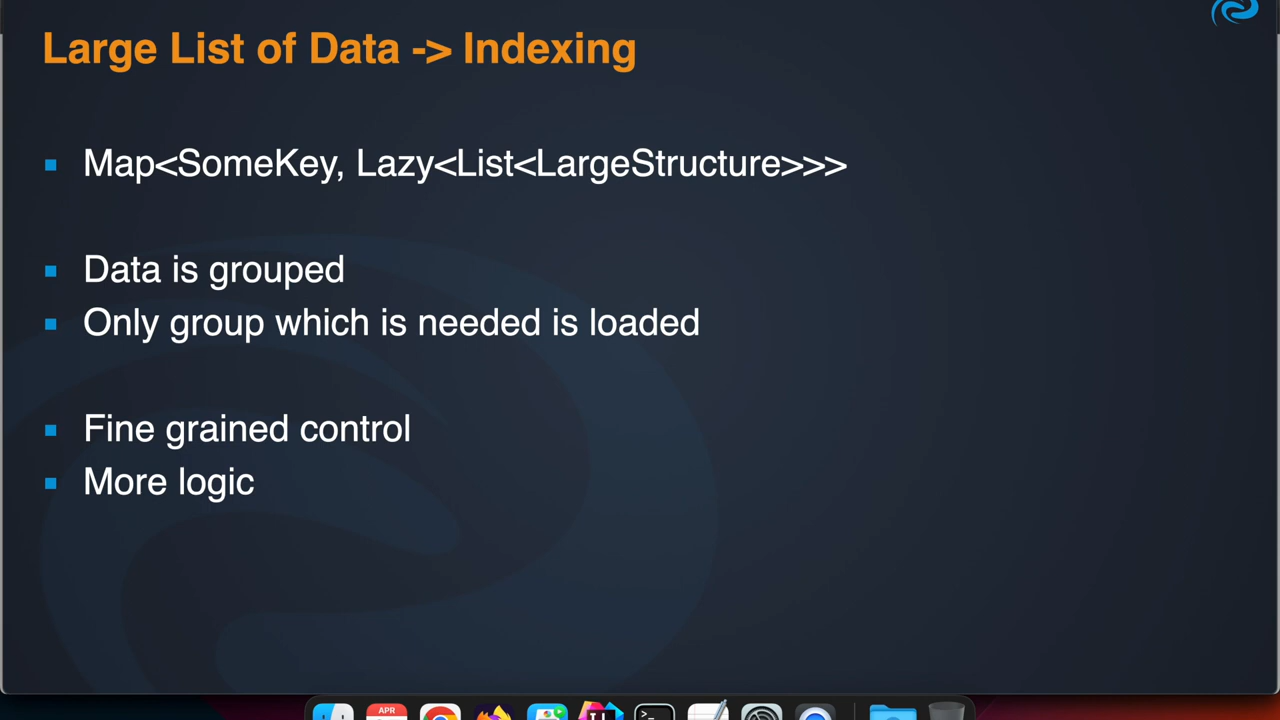 Large List of Data -> Indexing
Map<SomeKey, Lazy<List<LargeStructure>>>
Data is grouped
Only group which is needed is loaded
Fine grained control
More logic
APR